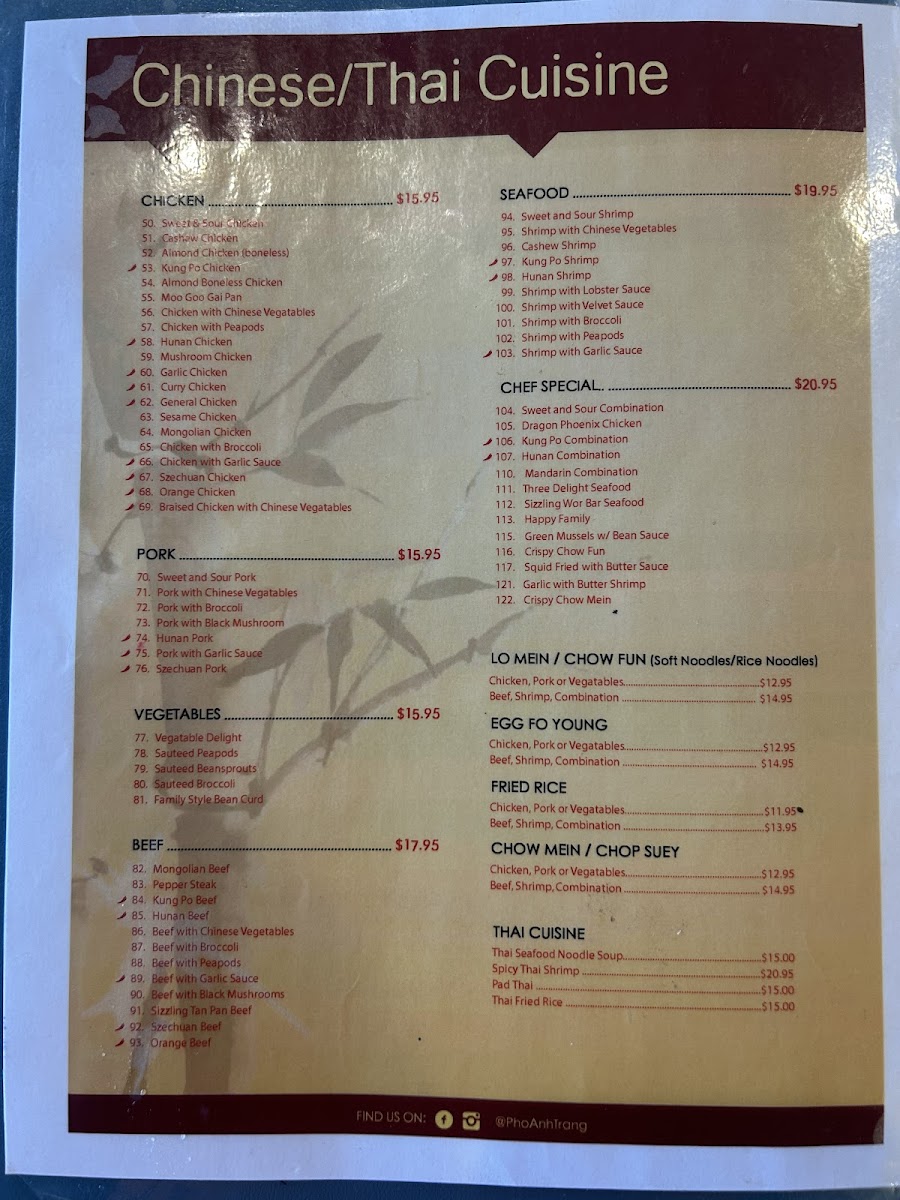 Chinese/Thai Cuisine
CHICKEN ........ $15.95
50. Sweet & Sour Chicken
51. Cashew Chicken
52. Almond Chicken (boneless)
53. Kung Po Chicken
54. Almond Boneless Chicken
55. Moo Goo Gai Pan
56. Chicken with Chinese Vegatables
57. Chicken with Peapods
58. Hunan Chicken
59. Mushroom Chicken
60. Garlic Chicken
61. Curry Chicken
62. General Chicken
63. Sesame Chicken
64. Mongolian Chicken
65. Chicken with Broccoli
66. Chicken with Garlic Sauce
67. Szechuan Chicken
68. Orange Chicken
69. Braised Chicken with Chinese Vegatables
PORK ........ $15.95
70. Sweet and Sour Pork
71. Pork with Chinese Vegatables
72. Pork with Broccoli
73. Pork with Black Mushroom
74. Hunan Pork
75. Pork with Garlic Sauce
76. Szechuan Pork
VEGETABLES ........ $15.95
77. Vegatable Delight
78. Sauteed Peapods
79. Sauteed Beansprouts
80. Sauteed Broccoli
81. Family Style Bean Curd
BEEF ........ $17.95
82. Mongolian Beef
83. Pepper Steak
84. Kung Po Beef
85. Hunan Beef
86. Beef with Chinese Vegetables
87. Beef with Broccoli
88. Beef with Peapods
89. Beef with Garlic Sauce
90. Beef with Black Mushrooms
91. Sizzling Tan Pan Beef
92. Szechuan Beef
93. Orange Beef
SEAFOOD ........ $19.95
94. Sweet and Sour Shrimp
95. Shrimp with Chinese Vegetables
96. Cashew Shrimp
97. Kung Po Shrimp
98. Hunan Shrimp
99. Shrimp with Lobster Sauce
100. Shrimp with Velvet Sauce
101. Shrimp with Broccoli
102. Shrimp with Peapods
103. Shrimp with Garlic Sauce
CHEF SPECIAL. ........ $20.95
104. Sweet and Sour Combination
105. Dragon Phoenix Chicken
106. Kung Po Combination
107. Hunan Combination
110. Mandarin Combination
111. Three Delight Seafood
112. Sizzling Wor Bar Seafood
113. Happy Family
115. Green Mussels w/ Bean Sauce
116. Crispy Chow Fun
117. Squid Fried with Butter Sauce
121. Garlic with Butter Shrimp
122. Crispy Chow Mein
LO MEIN / CHOW FUN (Soft Noodles/Rice Noodles)
Chicken, Pork or Vegatables........$12.95
Beef, Shrimp, Combination ........ $14.95
EGG FO YOUNG
Chicken, Pork or Vegatables........$12.95
Beef, Shrimp, Combination ........ $14.95
FRIED RICE
Chicken, Pork or Vegatables........$11.95
Beef, Shrimp, Combination ........$13.95
CHOW MEIN / CHOP SUEY
Chicken, Pork or Vegatables........$12.95
Beef, Shrimp, Combination ........$14.95
THAI CUISINE
Thai Seafood Noodle Soup........$15.00
Spicy Thai Shrimp ........$20.95
Pad Thai ........$15.00
Thai Fried Rice ........$15.00
FIND US ON: @PhoAnhTrang